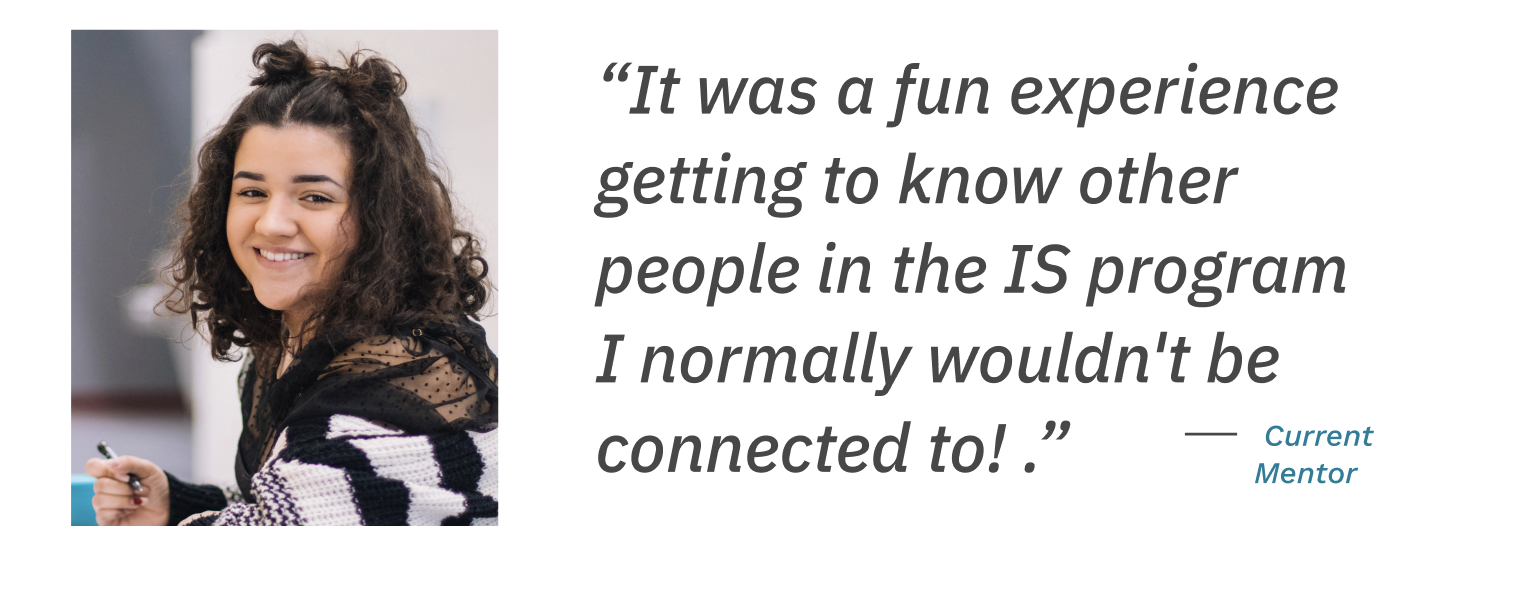 “It was a fun experience
getting to know other
people in the IS program
I normally wouldn't be
connected to! .”
— Current
Mentor